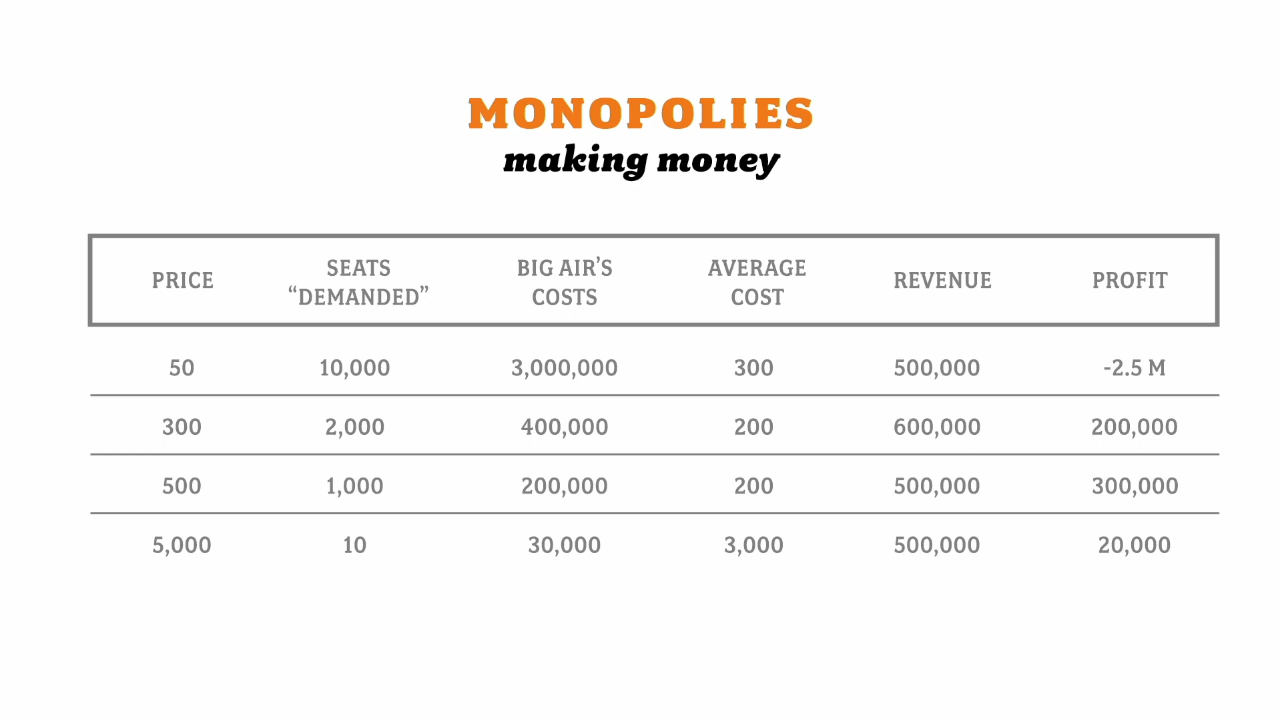 MONOPOLIES
making money
PRICE SEATS “DEMANDED” BIG AIR’S COSTS AVERAGE COST REVENUE PROFIT
50 10,000 3,000,000 300 500,000 -2.5 M
300 2,000 400,000 200 600,000 200,000
500 1,000 200,000 200 500,000 300,000
5,000 10 30,000 3,000 500,000 20,000